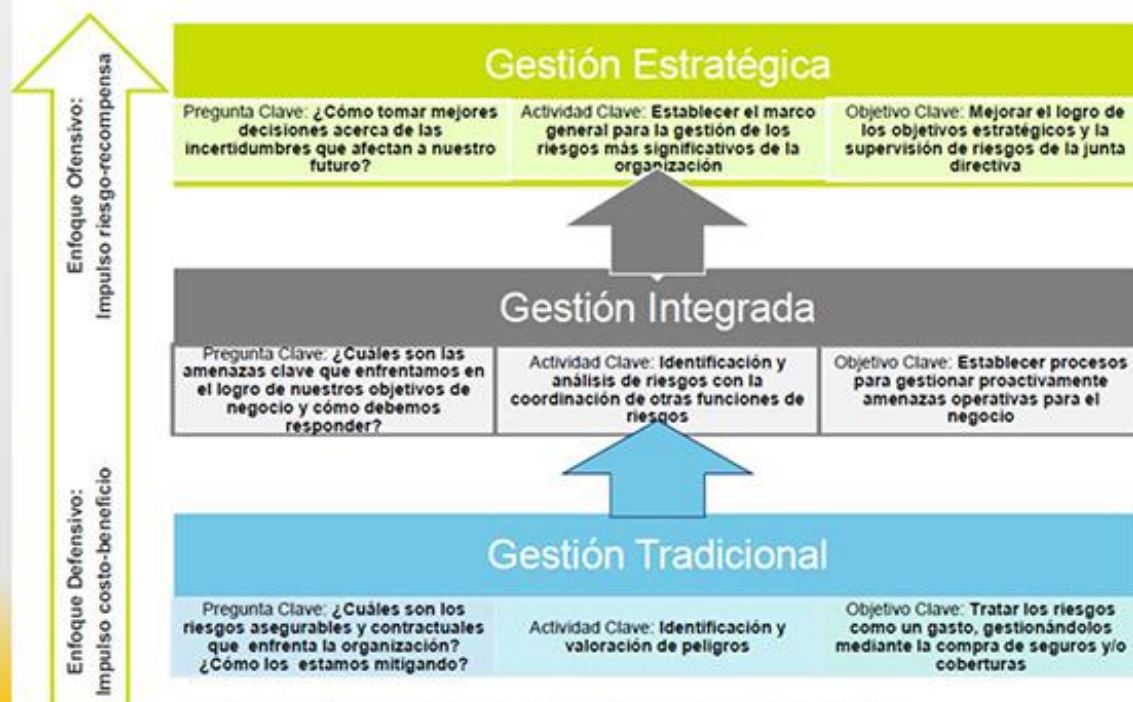 Enfoque Ofensivo:
Impulso riesgo-recompensa
Gestión Estratégica
Pregunta Clave: ¿Cómo tomar mejores
decisiones acerca de las
incertidumbres que afectan a nuestro
futuro?
Actividad Clave: Establecer el marco
general para la gestión de los
riesgos más significativos de la
organización
Objetivo Clave: Mejorar el logro de
los objetivos estratégicos y la
supervisión de riesgos de la junta
directiva
Gestión Integrada
Pregunta Clave: ¿Cuáles son las
amenazas clave que enfrentamos en
el logro de nuestros objetivos de
negocio y cómo debemos
responder?
Actividad Clave: Identificación y
análisis de riesgos con la
coordinación de otras funciones de
riesgos
Objetivo Clave: Establecer procesos
para gestionar proactivamente
amenazas operativas para el
negocio
Enfoque Defensivo:
Impulso costo-beneficio
Gestión Tradicional
Pregunta Clave: ¿Cuáles son los
riesgos asegurables y contractuales
que enfrenta la organización?
¿Cómo los estamos mitigando?
Actividad Clave: Identificación y
valoración de peligros
Objetivo Clave: Tratar los riesgos
como un gasto, gestionándolos
mediante la compra de seguros y/o
coberturas